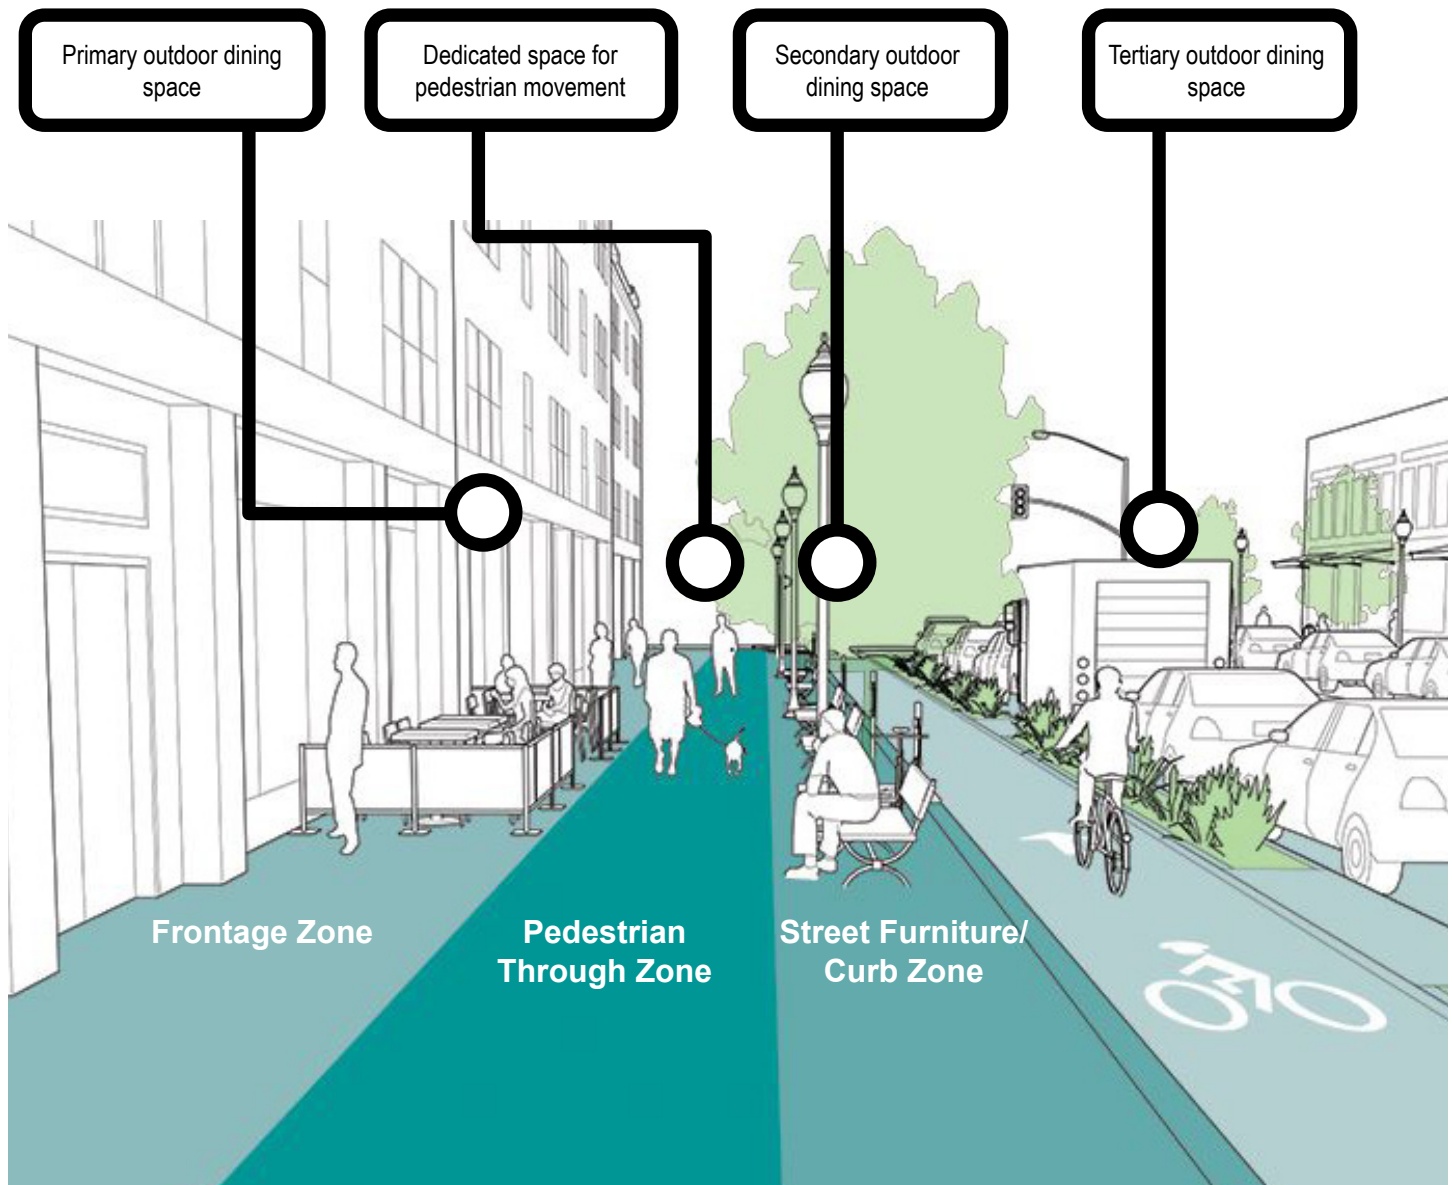 Primary outdoor dining
space
Dedicated space for
pedestrian movement
Secondary outdoor
dining space
Tertiary outdoor dining
space
Frontage Zone
Pedestrian
Through Zone
Street Furniture/
Curb Zone